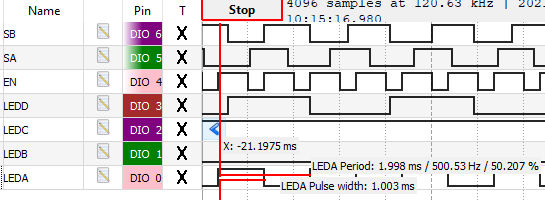 Name Pin T Stop 4096 samples at 120.63 kHz | 202
10:15:16.980
SB DIO 6 X
SA DIO 5 X
EN DIO 4 X
LEDD DIO 3 X
LEDC DIO 2 X
X: -21.1975 ms
LEDB DIO 1 X
LEDA Period: 1.998 ms / 500.53 Hz / 50.207 %
LEDA DIO 0 X
LEDA Pulse width: 1.003 ms